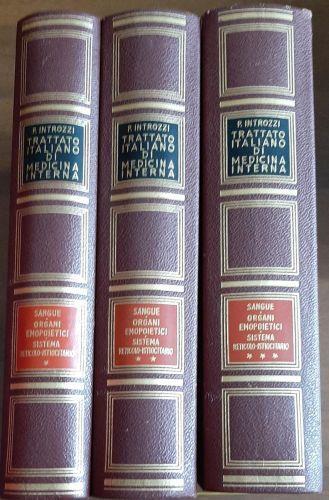 P. INTROZZI
TRATTATO
ITALIANO
DI
MEDICINA
INTERNA
SANGUE
ORGANI
EMOPOIETICI
SISTEMA
RETICOLO-ISTIOCITARIO
*
P. INTROZZI
TRATTATO
ITALIANO
DI
MEDICINA
INTERNA
SANGUE
ORGANI
EMOPOIETICI
SISTEMA
RETICOLO-ISTIOCITARIO
* *
P. INTROZZI
TRATTATO
ITALIANO
DI
MEDICINA
INTERNA
SANGUE
ORGANI
EMOPOIETICI
SISTEMA
RETICOLO-ISTIOCITARIO
* * *